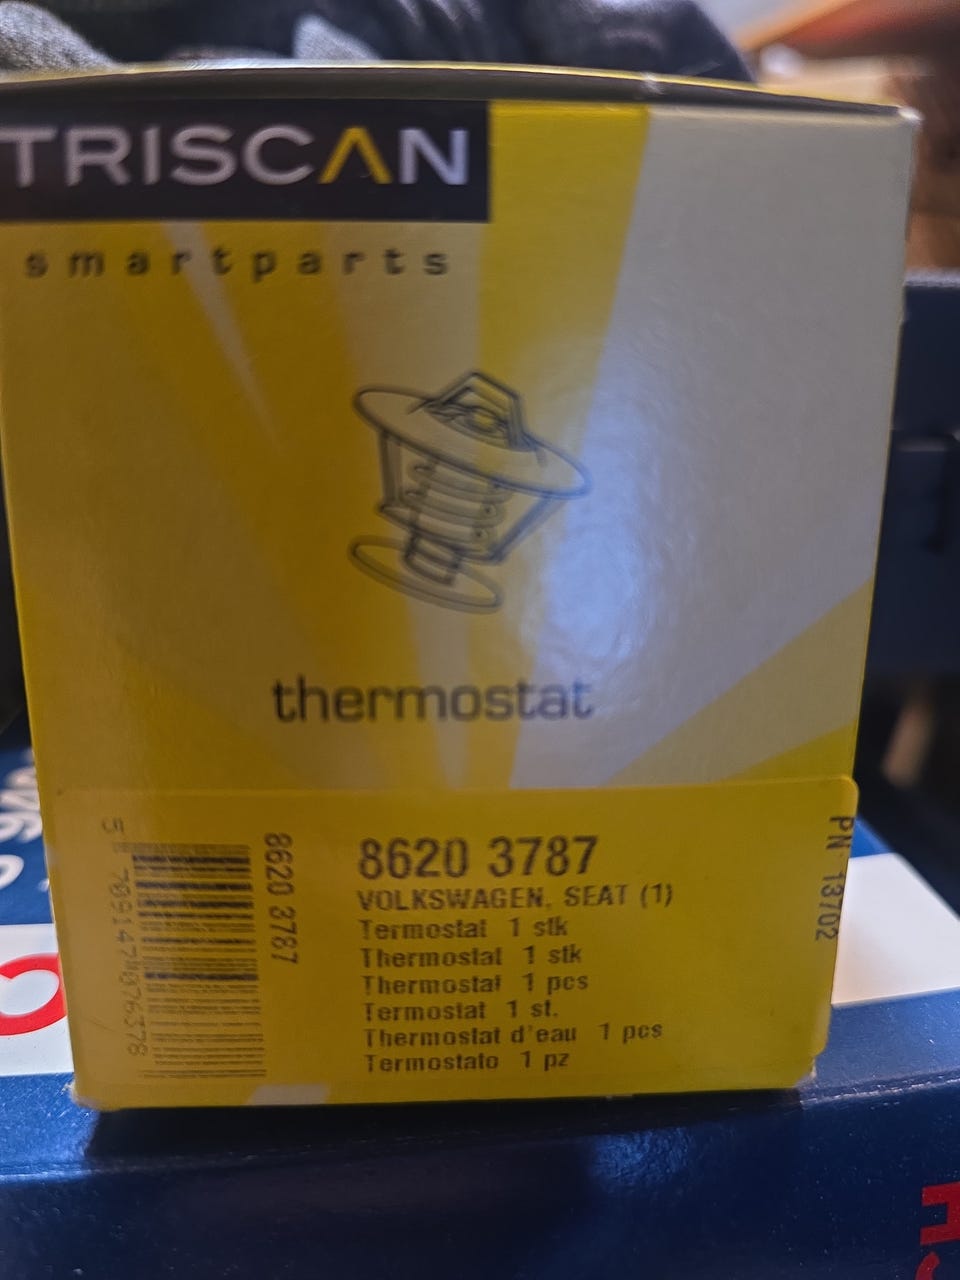 TRISCAN
smartparts
thermostat
8620 3787
VOLKSWAGEN, SEAT (1)
Termostat 1 stk
Thermostat 1 stk
Thermostat 1 pcs
Termostat 1 st.
Thermostat d'eau 1 pcs
Termostato 1 pz
8620 3787
PN 13702